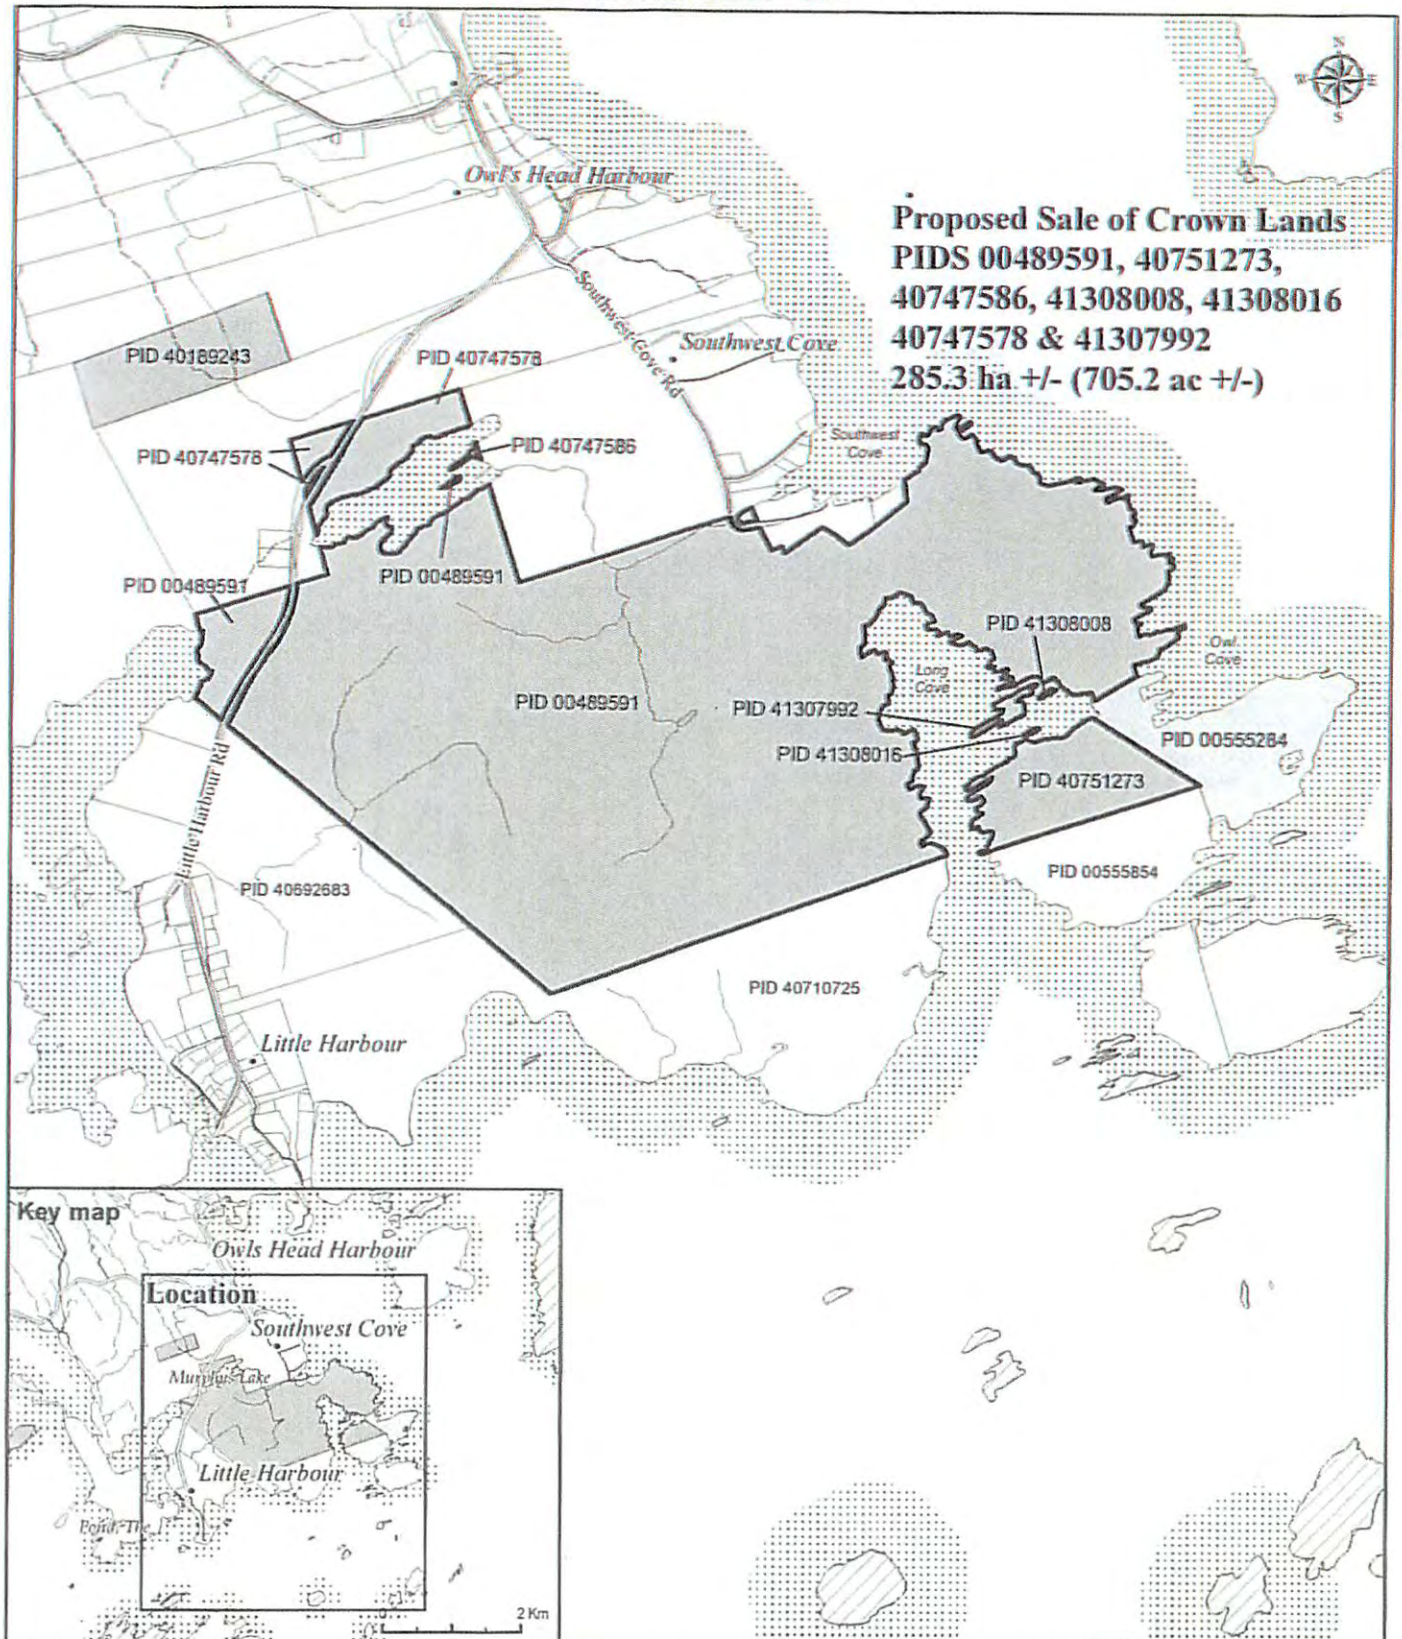 N
W E
S
Owl's Head Harbour
Proposed Sale of Crown Lands
PIDS 00489591, 40751273,
40747586, 41308008, 41308016
40747578 & 41307992
285.3 ha +/- (705.2 ac +/-)
Southwest Cove Rd
Southwest Cove
PID 40189243
PID 40747578
PID 40747578
PID 40747586
Southwest
Cove
PID 00489591
PID 00489591
PID 41308008
Owl
Cove
Long
Cove
PID 00489591
PID 41307992
PID 41308016
PID 00555284
PID 40751273
Little Harbour Rd
PID 40692683
PID 00555854
PID 40710725
Little Harbour
Key map
Owls Head Harbour
Location
Southwest Cove
Lake
Little Harbour
Pond, The
2 Km